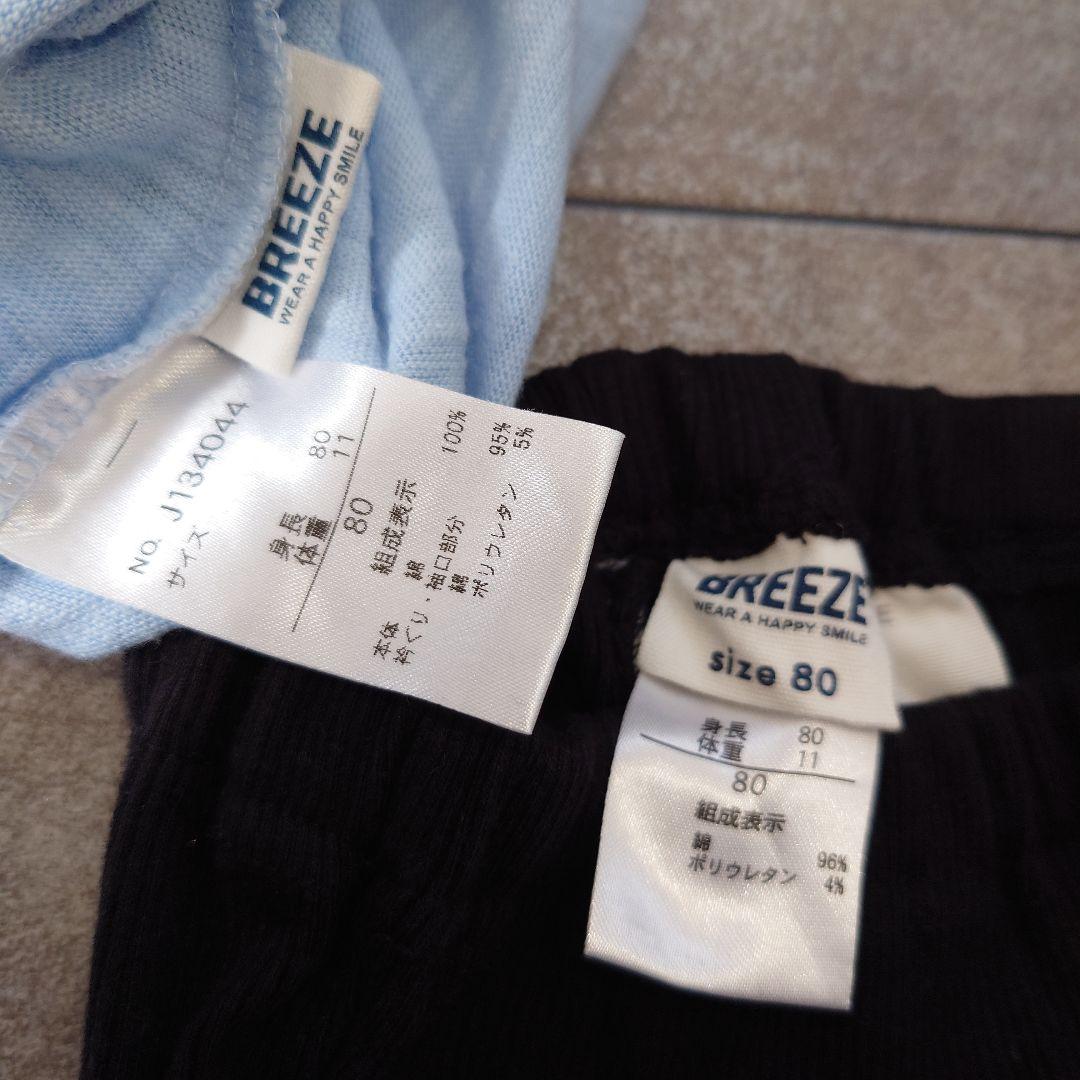 BREEZE
WEAR A HAPPY SMILE
NO. J134044
サイズ
身長 80
体重 11
80
組成表示
本体 綿 100%
衿ぐり・袖口部分
綿 95%
ポリウレタン 5%
BREEZE
WEAR A HAPPY SMILE
size 80
身長 80
体重 11
80
組成表示
綿 96%
ポリウレタン 4%